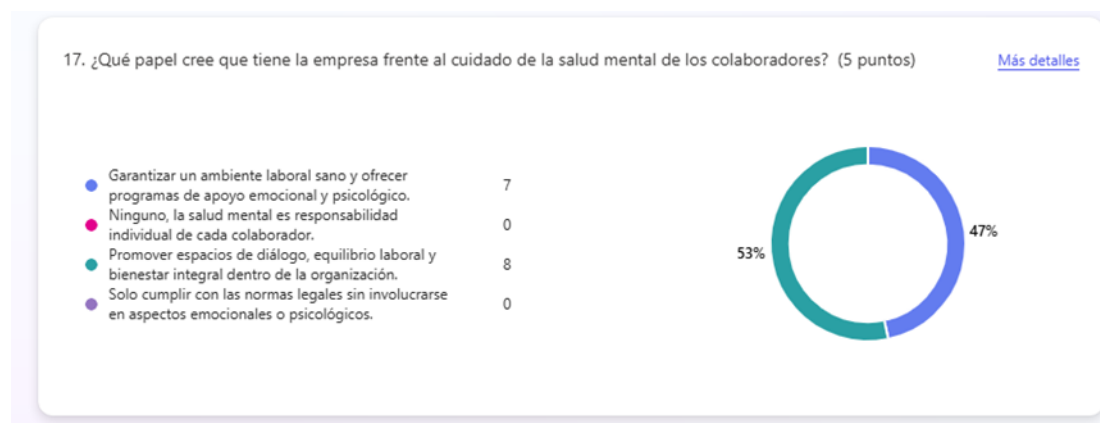 17. ¿Qué papel cree que tiene la empresa frente al cuidado de la salud mental de los colaboradores? (5 puntos)
Más detalles
Garantizar un ambiente laboral sano y ofrecer
programas de apoyo emocional y psicológico.
7
Ninguno, la salud mental es responsabilidad
individual de cada colaborador.
0
Promover espacios de diálogo, equilibrio laboral y
bienestar integral dentro de la organización.
8
Solo cumplir con las normas legales sin involucrarse
en aspectos emocionales o psicológicos.
0
53%
47%